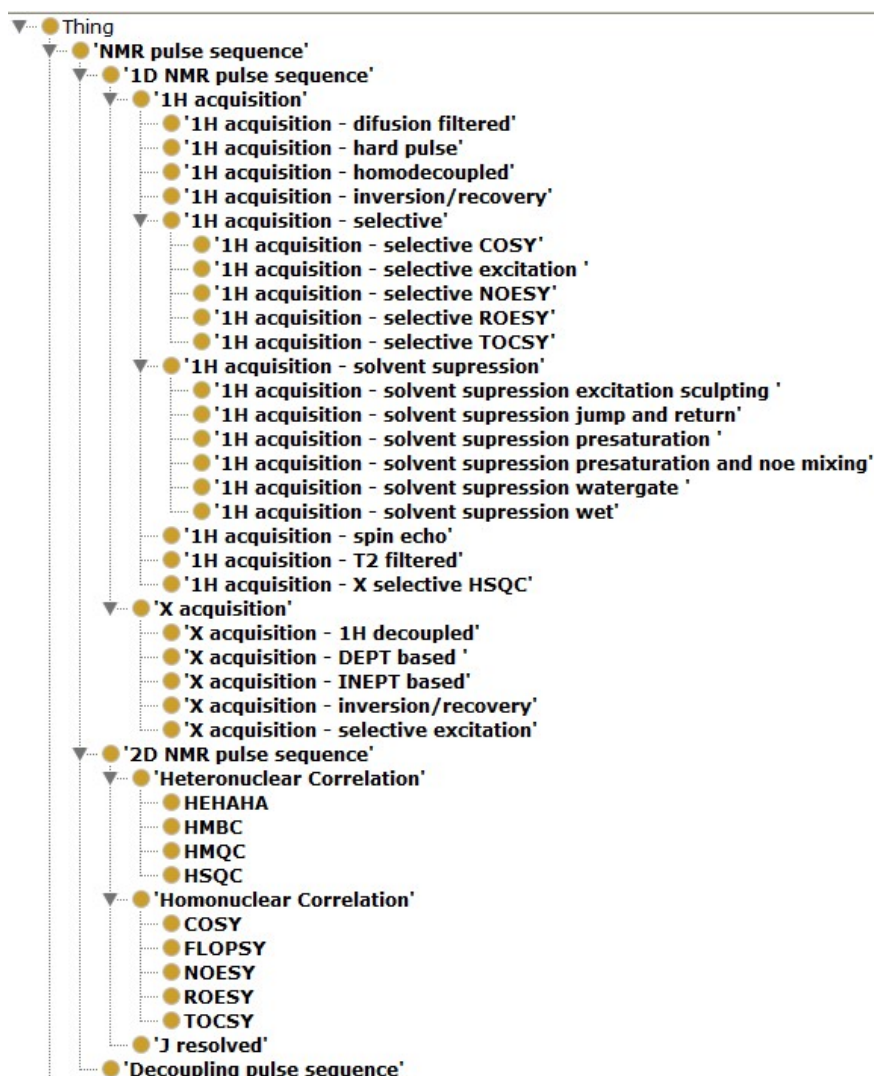 Thing
'NMR pulse sequence'
'1D NMR pulse sequence'
'1H acquisition'
'1H acquisition - difusion filtered'
'1H acquisition - hard pulse'
'1H acquisition - homodecoupled'
'1H acquisition - inversion/recovery'
'1H acquisition - selective'
'1H acquisition - selective COSY'
'1H acquisition - selective excitation '
'1H acquisition - selective NOESY'
'1H acquisition - selective ROESY'
'1H acquisition - selective TOCSY'
'1H acquisition - solvent supression'
'1H acquisition - solvent supression excitation sculpting '
'1H acquisition - solvent supression jump and return'
'1H acquisition - solvent supression presaturation '
'1H acquisition - solvent supression presaturation and noe mixing'
'1H acquisition - solvent supression watergate '
'1H acquisition - solvent supression wet'
'1H acquisition - spin echo'
'1H acquisition - T2 filtered'
'1H acquisition - X selective HSQC'
'X acquisition'
'X acquisition - 1H decoupled'
'X acquisition - DEPT based '
'X acquisition - INEPT based'
'X acquisition - inversion/recovery'
'X acquisition - selective excitation'
'2D NMR pulse sequence'
'Heteronuclear Correlation'
HEHAHA
HMBC
HMQC
HSQC
'Homonuclear Correlation'
COSY
FLOPSY
NOESY
ROESY
TOCSY
'J resolved'
'Decoupling pulse sequence'